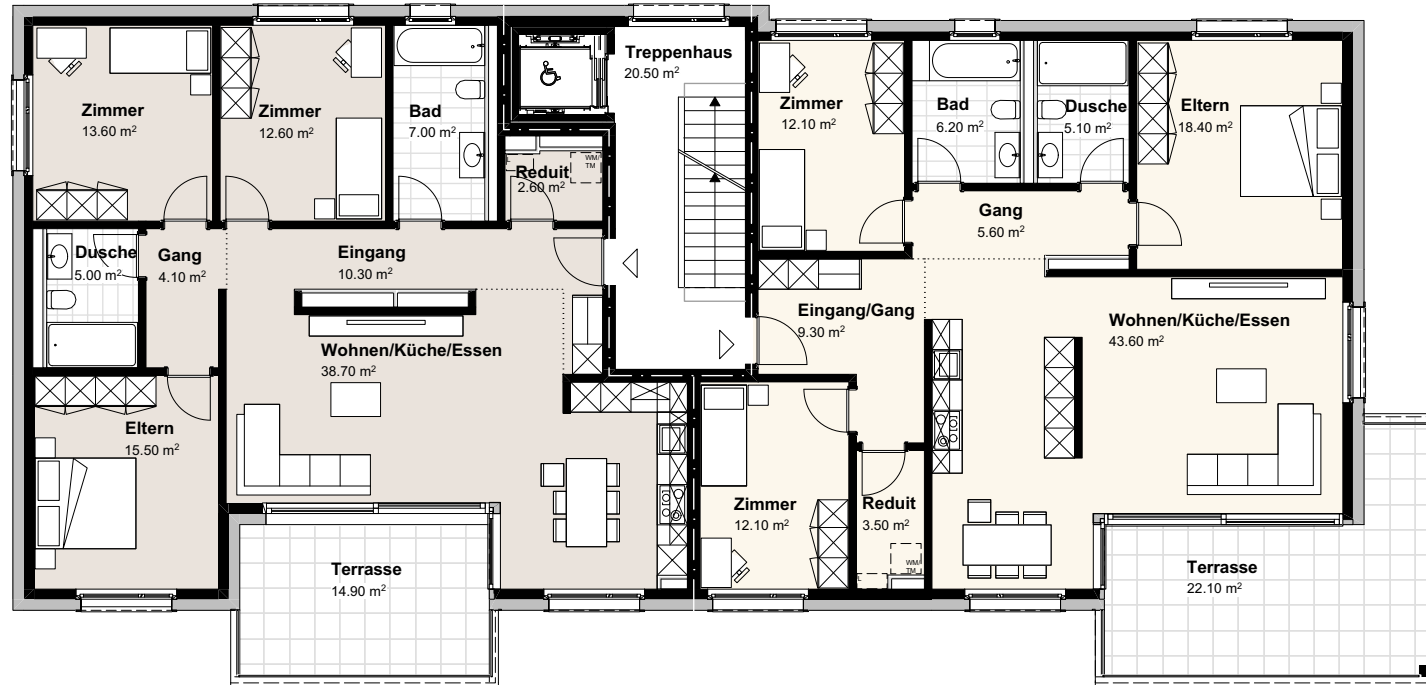 Zimmer
13.60 m²
Zimmer
12.60 m²
Bad
7.00 m²
Treppenhaus
20.50 m²
Reduit
2.60 m²
WM/
TM
Dusche
5.00 m²
Gang
4.10 m²
Eingang
10.30 m²
Wohnen/Küche/Essen
38.70 m²
Eltern
15.50 m²
Terrasse
14.90 m²
Zimmer
12.10 m²
Bad
6.20 m²
Dusche
5.10 m²
Eltern
18.40 m²
Gang
5.60 m²
Eingang/Gang
9.30 m²
Wohnen/Küche/Essen
43.60 m²
Zimmer
12.10 m²
Reduit
3.50 m²
WM/
TM
Terrasse
22.10 m²